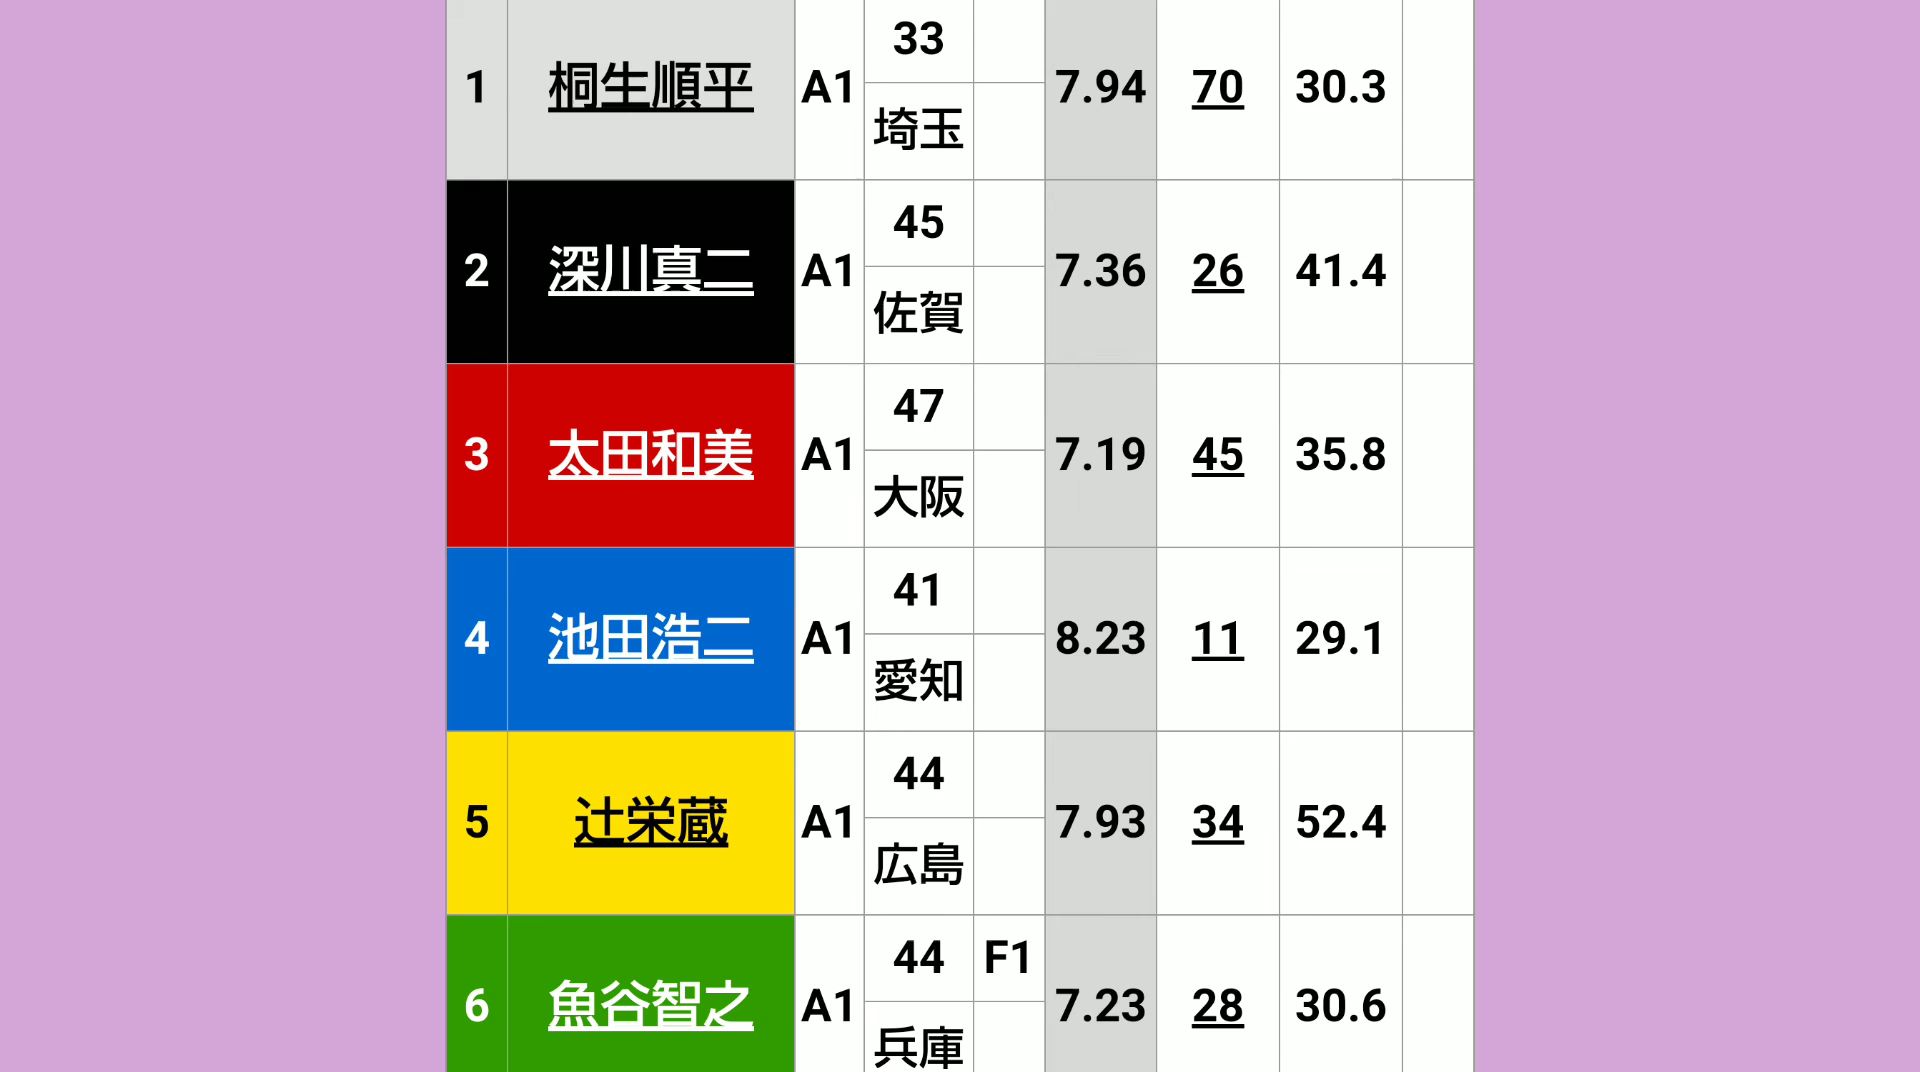 1 桐生順平 A1 33 埼玉 7.94 70 30.3
2 深川真二 A1 45 佐賀 7.36 26 41.4
3 太田和美 A1 47 大阪 7.19 45 35.8
4 池田浩二 A1 41 愛知 8.23 11 29.1
5 辻栄蔵 A1 44 広島 7.93 34 52.4
6 魚谷智之 A1 44 F1 兵庫 7.23 28 30.6